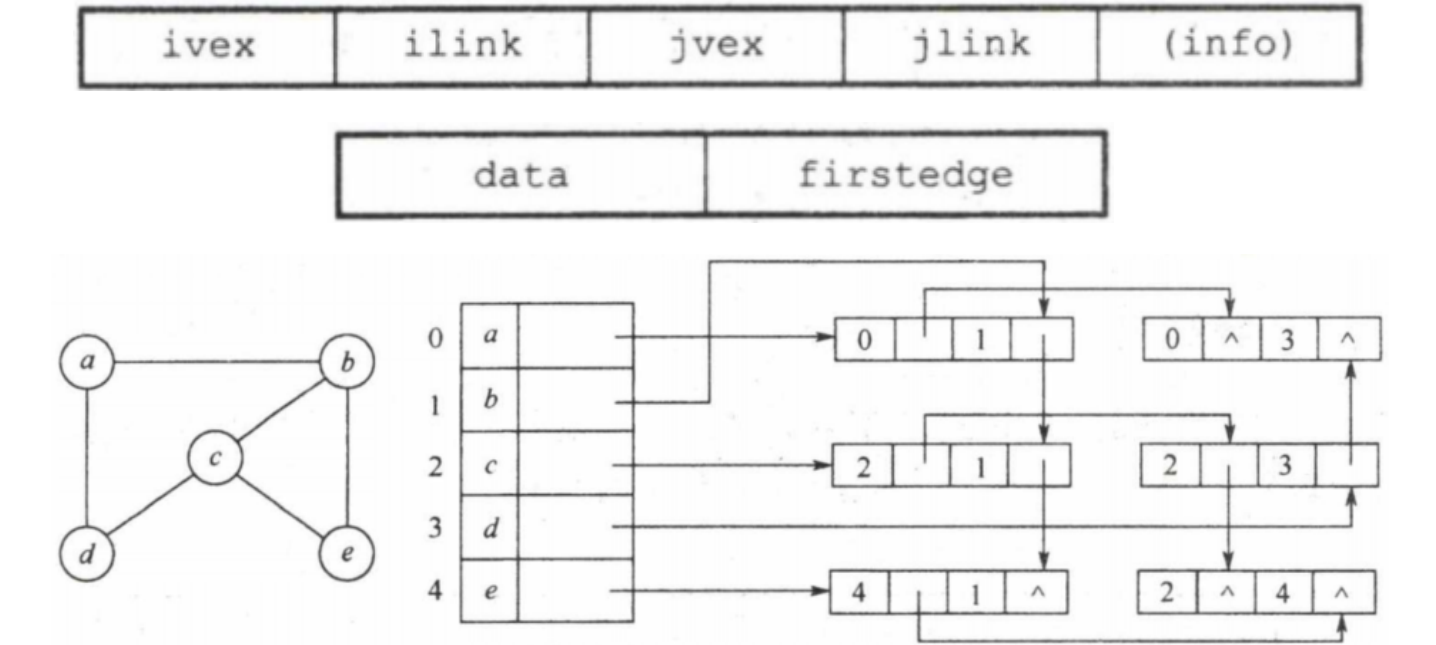 ivex ilink jvex jlink (info)
data firstedge
a b
c
d e
0 a
1 b
2 c
3 d
4 e
0 1
0 ^ 3 ^
2 1
2 3
4 1 ^
2 ^ 4 ^